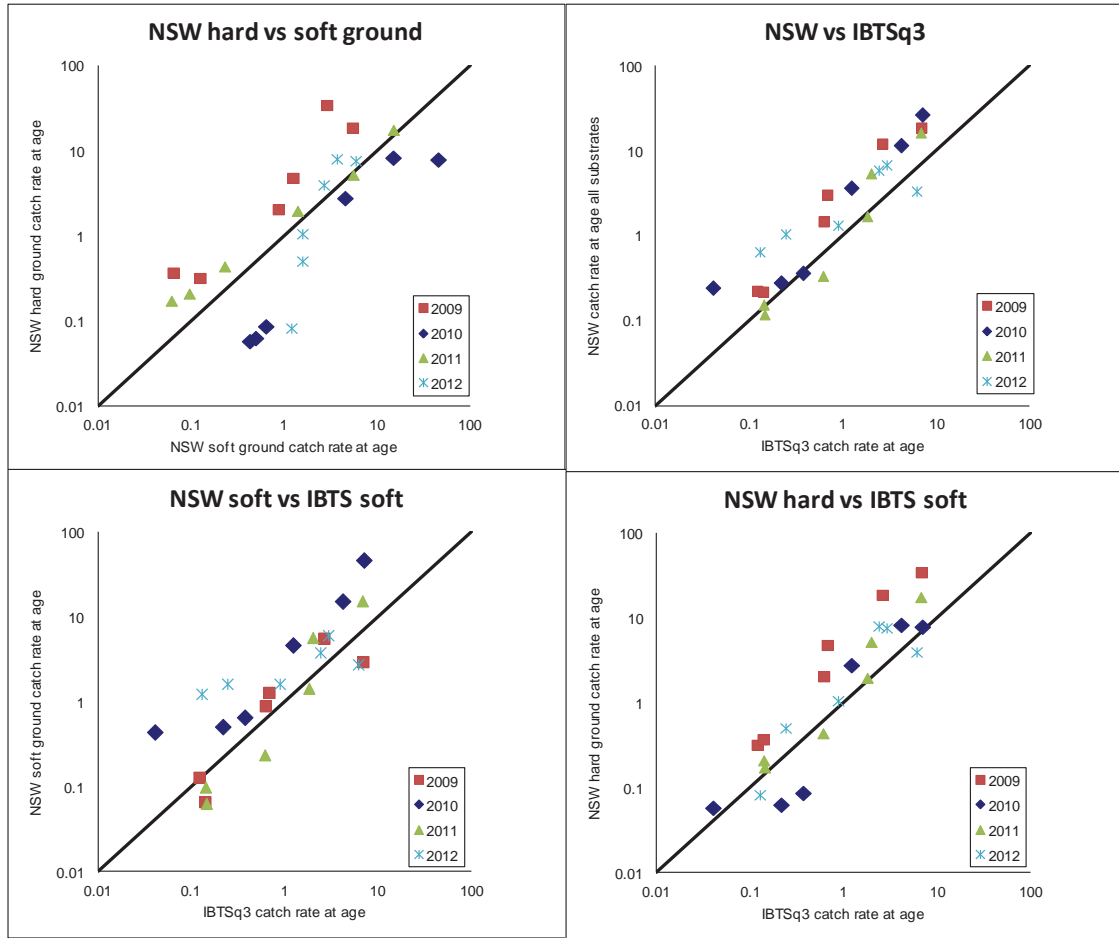 NSW hard vs soft ground
NSW hard ground catch rate at age
100
10
1
0.1
0.01
2009
2010
2011
2012
0.01 0.1 1 10 100
NSW soft ground catch rate at age
NSW vs IBTSq3
NSW catch rate at age all substrates
100
10
1
0.1
0.01
2009
2010
2011
2012
0.01 0.1 1 10 100
IBTSq3 catch rate at age
NSW soft vs IBTS soft
NSW soft ground catch rate at age
100
10
1
0.1
0.01
2009
2010
2011
2012
0.01 0.1 1 10 100
IBTSq3 catch rate at age
NSW hard vs IBTS soft
NSW hard ground catch rate at age
100
10
1
0.1
0.01
2009
2010
2011
2012
0.01 0.1 1 10 100
IBTSq3 catch rate at age